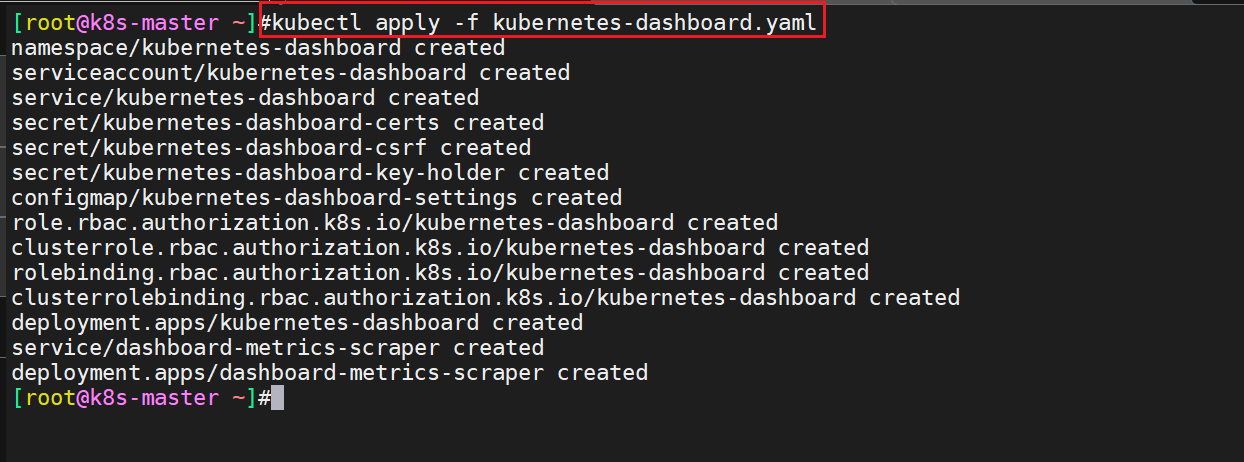 [root@k8s-master ~]#kubectl apply -f kubernetes-dashboard.yaml
namespace/kubernetes-dashboard created
serviceaccount/kubernetes-dashboard created
service/kubernetes-dashboard created
secret/kubernetes-dashboard-certs created
secret/kubernetes-dashboard-csrf created
secret/kubernetes-dashboard-key-holder created
configmap/kubernetes-dashboard-settings created
role.rbac.authorization.k8s.io/kubernetes-dashboard created
clusterrole.rbac.authorization.k8s.io/kubernetes-dashboard created
rolebinding.rbac.authorization.k8s.io/kubernetes-dashboard created
clusterrolebinding.rbac.authorization.k8s.io/kubernetes-dashboard created
deployment.apps/kubernetes-dashboard created
service/dashboard-metrics-scraper created
deployment.apps/dashboard-metrics-scraper created
[root@k8s-master ~]#